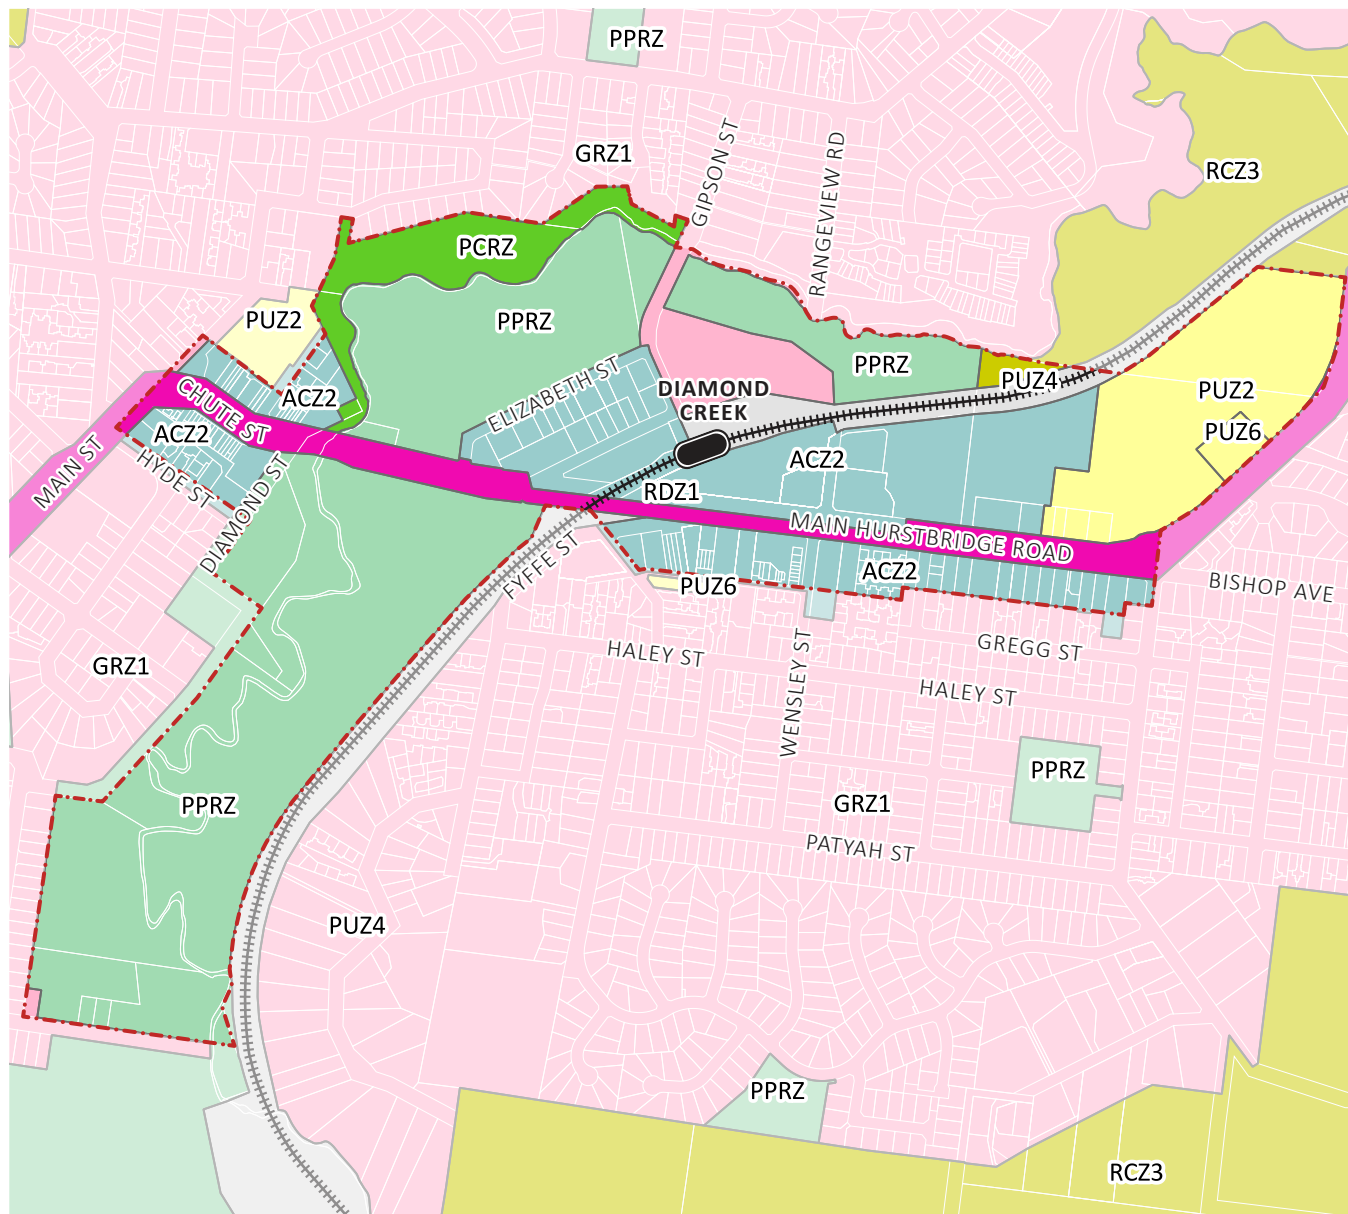 PPRZ
GRZ1
GIPSON ST
RANGEVIEW RD
RCZ3
PCRZ
PUZ2
PPRZ
PPRZ
ELIZABETH ST
DIAMOND
CREEK
PUZ4
PUZ2
CHUTE ST
ACZ2
ACZ2
PUZ6
ACZ2
MAIN ST
HYDE ST
DIAMOND ST
RDZ1
MAIN HURSTBRIDGE ROAD
FYFFE ST
ACZ2
PUZ6
BISHOP AVE
GRZ1
HALEY ST
WENSLEY ST
GREGG ST
HALEY ST
PPRZ
PPRZ
GRZ1
PATYAH ST
PUZ4
PPRZ
RCZ3